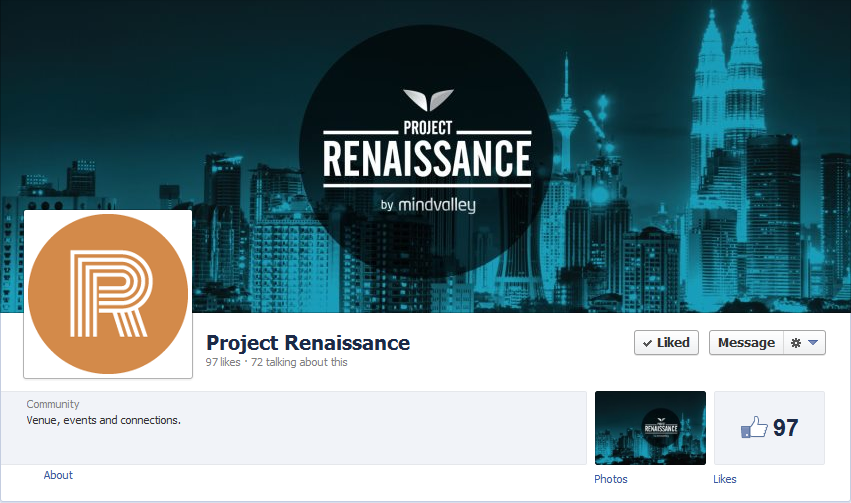 PROJECT
RENAISSANCE
by mindvalley
R
Project Renaissance
97 likes · 72 talking about this
Liked
Message
Community
Venue, events and connections.
About
PROJECT
RENAISSANCE
Photos
97
Likes